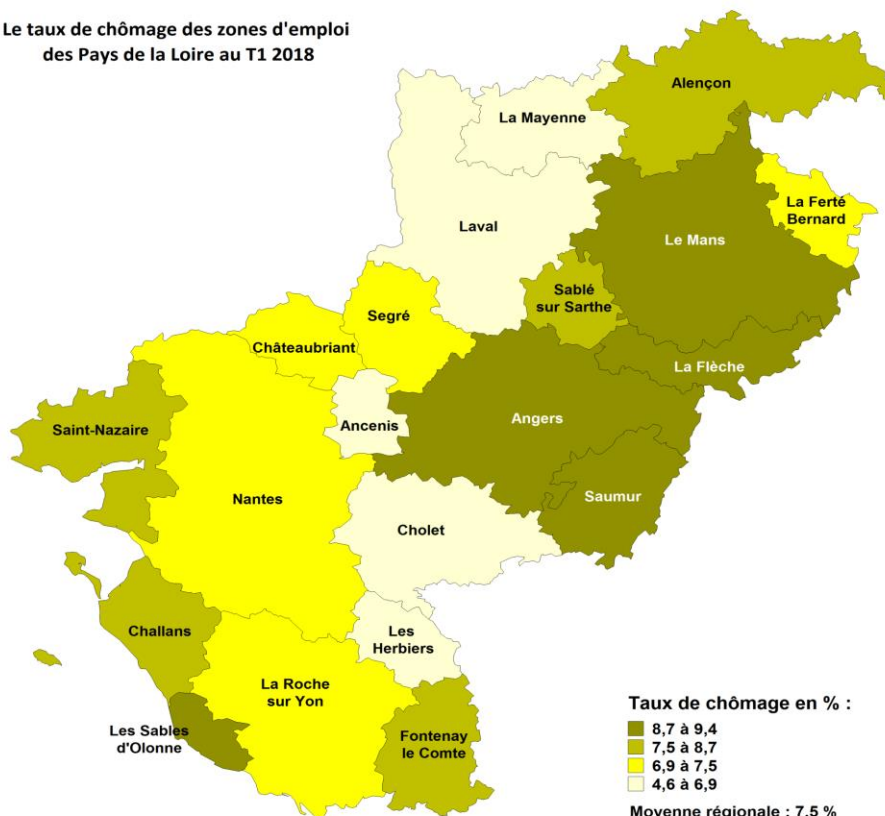 Le taux de chômage des zones d'emploi
des Pays de la Loire au T1 2018
Alençon
La Mayenne
La Ferté
Bernard
Laval
Le Mans
Sablé
sur Sarthe
Segré
Châteaubriant
La Flèche
Ancenis
Angers
Saint-Nazaire
Nantes
Saumur
Cholet
Challans
Les
Herbiers
La Roche
sur Yon
Les Sables
d'Olonne
Fontenay
le Comte
Taux de chômage en % :
8,7 à 9,4
7,5 à 8,7
6,9 à 7,5
4,6 à 6,9
Moyenne régionale : 7,5 %